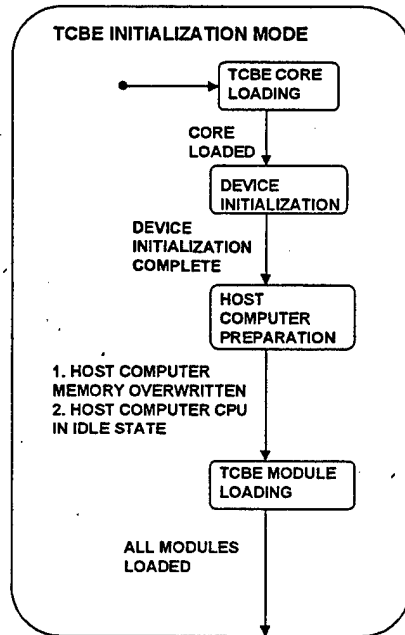 TCBE INITIALIZATION MODE
TCBE CORE
LOADING
CORE
LOADED
DEVICE
INITIALIZATION
DEVICE
INITIALIZATION
COMPLETE
HOST
COMPUTER
PREPARATION
1. HOST COMPUTER
MEMORY OVERWRITTEN
2. HOST COMPUTER CPU
IN IDLE STATE
TCBE MODULE
LOADING
ALL MODULES
LOADED